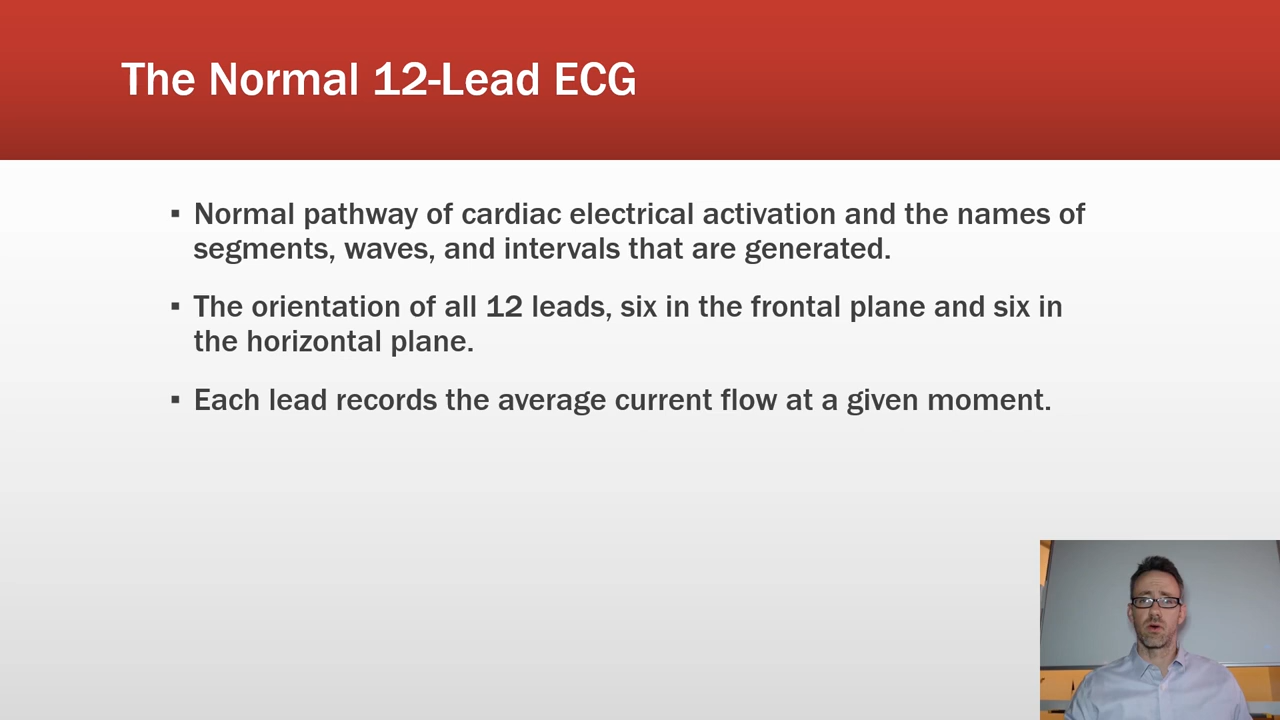 The Normal 12-Lead ECG
▪ Normal pathway of cardiac electrical activation and the names of
segments, waves, and intervals that are generated.
▪ The orientation of all 12 leads, six in the frontal plane and six in
the horizontal plane.
▪ Each lead records the average current flow at a given moment.